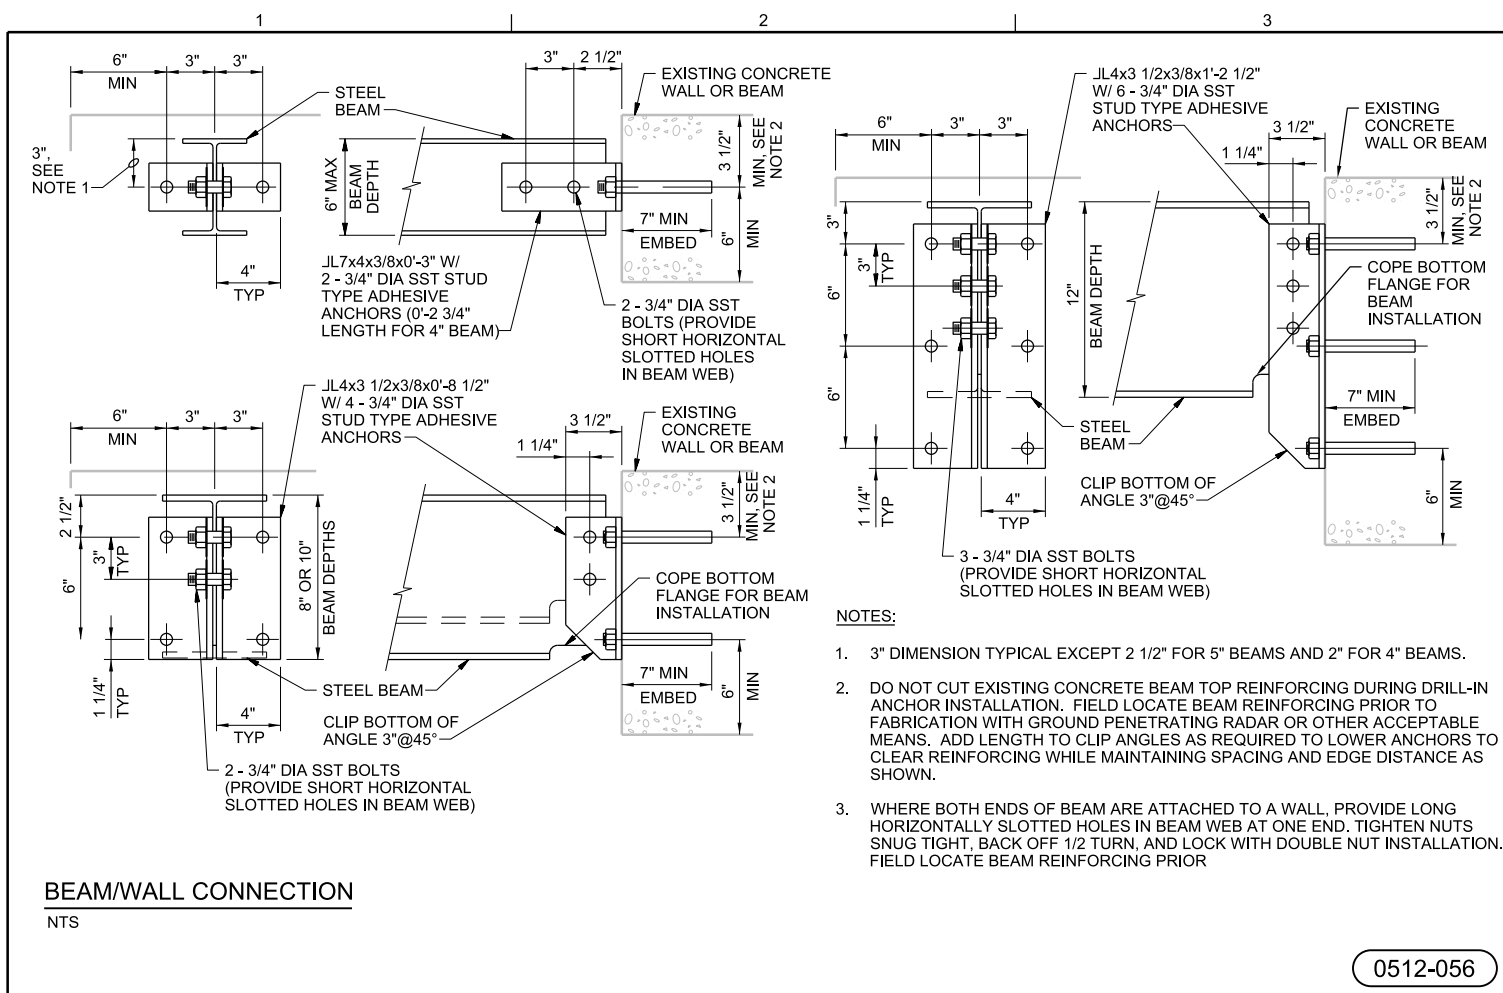 1
2
3
6"
MIN
3"
3"
STEEL
BEAM
3",
SEE
NOTE 1
4"
TYP
3"
2 1/2"
EXISTING CONCRETE
WALL OR BEAM
6" MAX
BEAM
DEPTH
3 1/2"
MIN, SEE
NOTE 2
7" MIN
EMBED
6"
MIN
JL7x4x3/8x0'-3" W/
2 - 3/4" DIA SST STUD
TYPE ADHESIVE
ANCHORS (0'-2 3/4"
LENGTH FOR 4" BEAM)
2 - 3/4" DIA SST
BOLTS (PROVIDE
SHORT HORIZONTAL
SLOTTED HOLES
IN BEAM WEB)
JL4x3 1/2x3/8x0'-8 1/2"
W/ 4 - 3/4" DIA SST
STUD TYPE ADHESIVE
ANCHORS
6"
MIN
3"
3"
2 1/2"
3"
TYP
6"
1 1/4"
TYP
4"
TYP
8" OR 10"
BEAM DEPTHS
3 1/2"
1 1/4"
EXISTING
CONCRETE
WALL OR BEAM
3 1/2"
MIN, SEE
NOTE 2
COPE BOTTOM
FLANGE FOR BEAM
INSTALLATION
7" MIN
EMBED
6"
MIN
STEEL BEAM
CLIP BOTTOM OF
ANGLE 3"@45°
2 - 3/4" DIA SST BOLTS
(PROVIDE SHORT HORIZONTAL
SLOTTED HOLES IN BEAM WEB)
JL4x3 1/2x3/8x1'-2 1/2"
W/ 6 - 3/4" DIA SST
STUD TYPE ADHESIVE
ANCHORS
6"
MIN
3"
3"
3"
3"
TYP
6"
6"
1 1/4"
TYP
4"
TYP
12"
BEAM DEPTH
3 1/2"
1 1/4"
EXISTING
CONCRETE
WALL OR BEAM
3 1/2"
MIN, SEE
NOTE 2
COPE BOTTOM
FLANGE FOR
BEAM
INSTALLATION
7" MIN
EMBED
6"
MIN
STEEL
BEAM
CLIP BOTTOM OF
ANGLE 3"@45°
3 - 3/4" DIA SST BOLTS
(PROVIDE SHORT HORIZONTAL
SLOTTED HOLES IN BEAM WEB)
NOTES:
1. 3" DIMENSION TYPICAL EXCEPT 2 1/2" FOR 5" BEAMS AND 2" FOR 4" BEAMS.
2. DO NOT CUT EXISTING CONCRETE BEAM TOP REINFORCING DURING DRILL-IN
ANCHOR INSTALLATION. FIELD LOCATE BEAM REINFORCING PRIOR TO
FABRICATION WITH GROUND PENETRATING RADAR OR OTHER ACCEPTABLE
MEANS. ADD LENGTH TO CLIP ANGLES AS REQUIRED TO LOWER ANCHORS TO
CLEAR REINFORCING WHILE MAINTAINING SPACING AND EDGE DISTANCE AS
SHOWN.
3. WHERE BOTH ENDS OF BEAM ARE ATTACHED TO A WALL, PROVIDE LONG
HORIZONTALLY SLOTTED HOLES IN BEAM WEB AT ONE END. TIGHTEN NUTS
SNUG TIGHT, BACK OFF 1/2 TURN, AND LOCK WITH DOUBLE NUT INSTALLATION.
FIELD LOCATE BEAM REINFORCING PRIOR
BEAM/WALL CONNECTION
NTS
0512-056